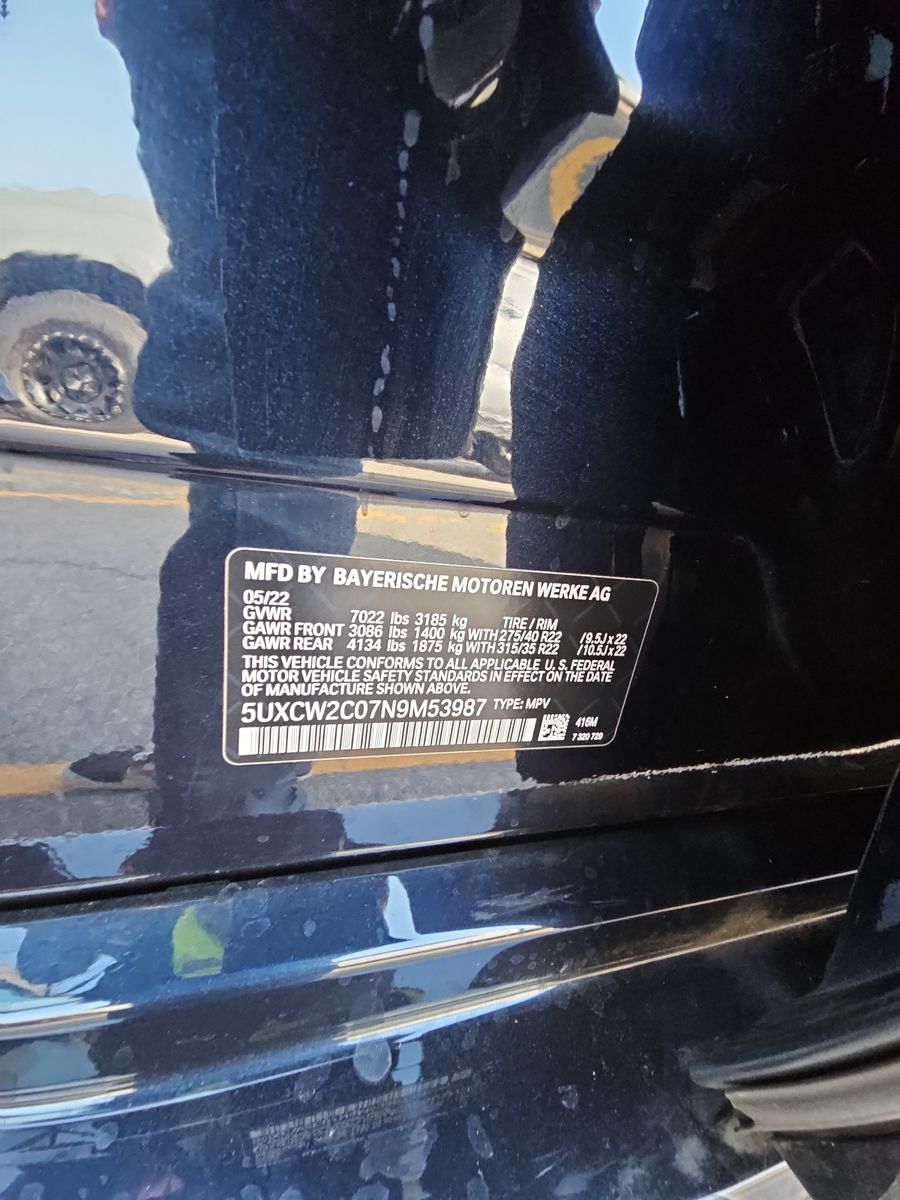 MFD BY BAYERISCHE MOTOREN WERKE AG
05/22
GVWR 7022 lbs 3185 kg TIRE / RIM
GAWR FRONT 3086 lbs 1400 kg WITH 275/40 R22 /9.5J x 22
GAWR REAR 4134 lbs 1875 kg WITH 315/35 R22 /10.5J x 22
THIS VEHICLE CONFORMS TO ALL APPLICABLE U.S. FEDERAL
MOTOR VEHICLE SAFETY STANDARDS IN EFFECT ON THE DATE
OF MANUFACTURE SHOWN ABOVE.
5UXCW2C07N9M53987 TYPE: MPV
416M
7 320 729